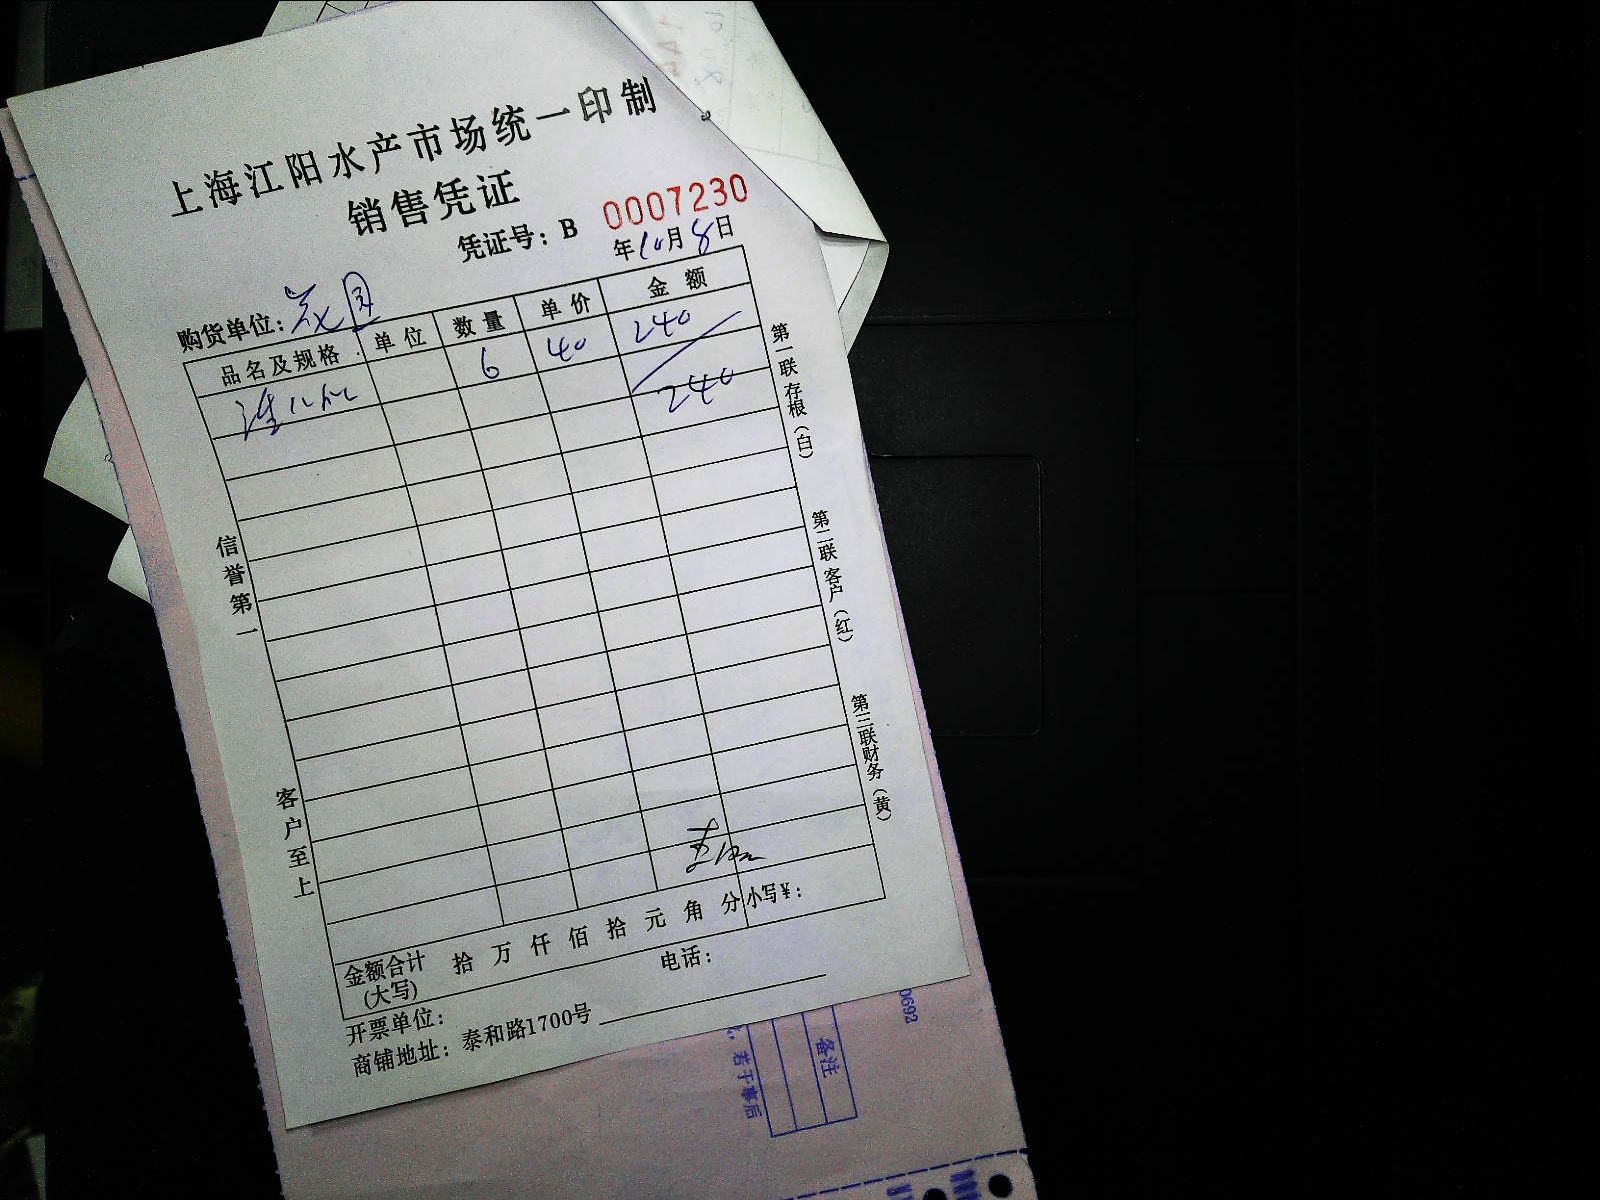 上海江阳水产市场统一印制
销售凭证
凭证号：B 0007230
年10月8日
购货单位：
品名及规格 单位 数量 单价 金额
6 40 240
240
信誉第一
客户至上
第一联存根（白）
第二联客户（红）
第三联财务（黄）
金额合计(大写) 拾 万 仟 佰 拾 元 角 分 小写¥：
开票单位： 电话：
商铺地址：泰和路1700号
0692
备注
若于事后